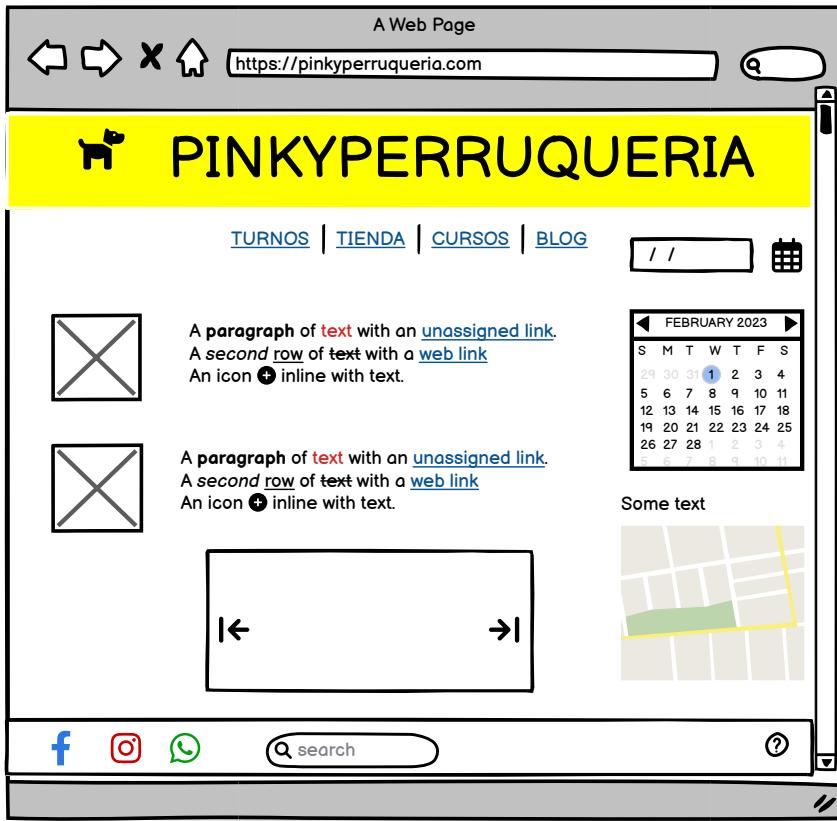 A Web Page
https://pinkyperruqueria.com
PINKYPERRUQUERIA
TURNOS | TIENDA | CURSOS | BLOG
/ /
A paragraph of text with an unassigned link.
A second row of text with a web link
An icon + inline with text.
FEBRUARY 2023
S M T W T F S
29 30 31 1 2 3 4
5 6 7 8 9 10 11
12 13 14 15 16 17 18
19 20 21 22 23 24 25
26 27 28 1 2 3 4
5 6 7 8 9 10 11
A paragraph of text with an unassigned link.
A second row of text with a web link
An icon + inline with text.
Some text
search
?